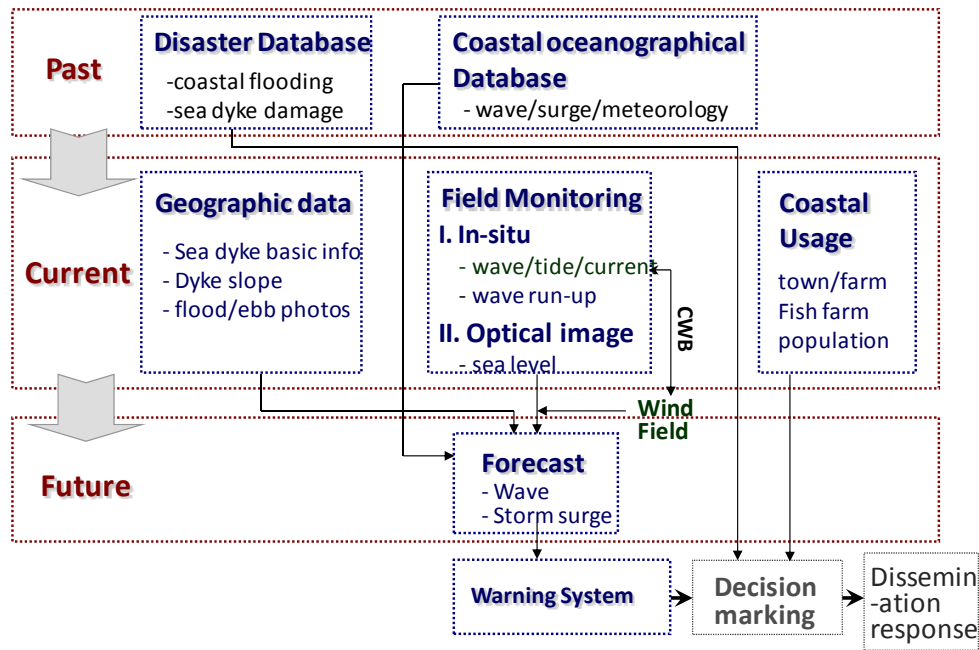 Past
Disaster Database
-coastal flooding
-sea dyke damage
Coastal oceanographical
Database
- wave/surge/meteorology
Current
Geographic data
- Sea dyke basic info
- Dyke slope
- flood/ebb photos
Field Monitoring
I. In-situ
- wave/tide/current
- wave run-up
II. Optical image
- sea level
CWB
Wind
Field
Coastal
Usage
town/farm
Fish farm
population
Future
Forecast
- Wave
- Storm surge
Warning System
Decision
marking
Dissemin
-ation
response